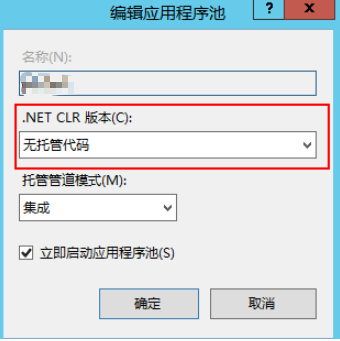 编辑应用程序池
?
x
名称(N):
.NET CLR 版本(C):
无托管代码
托管管道模式(M):
集成
立即启动应用程序池(S)
确定
取消